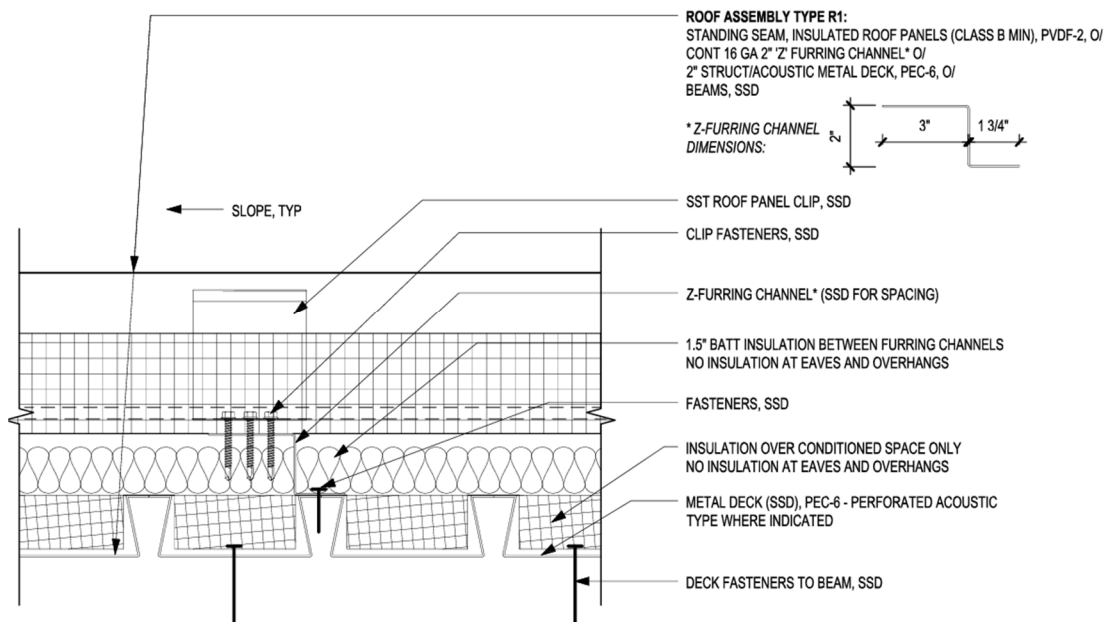 ROOF ASSEMBLY TYPE R1:
STANDING SEAM, INSULATED ROOF PANELS (CLASS B MIN), PVDF-2, O/
CONT 16 GA 2" 'Z' FURRING CHANNEL* O/
2" STRUCT/ACOUSTIC METAL DECK, PEC-6, O/
BEAMS, SSD
* Z-FURRING CHANNEL
DIMENSIONS:
2"
3"
1 3/4"
SLOPE, TYP
SST ROOF PANEL CLIP, SSD
CLIP FASTENERS, SSD
Z-FURRING CHANNEL* (SSD FOR SPACING)
1.5" BATT INSULATION BETWEEN FURRING CHANNELS
NO INSULATION AT EAVES AND OVERHANGS
FASTENERS, SSD
INSULATION OVER CONDITIONED SPACE ONLY
NO INSULATION AT EAVES AND OVERHANGS
METAL DECK (SSD), PEC-6 - PERFORATED ACOUSTIC
TYPE WHERE INDICATED
DECK FASTENERS TO BEAM, SSD